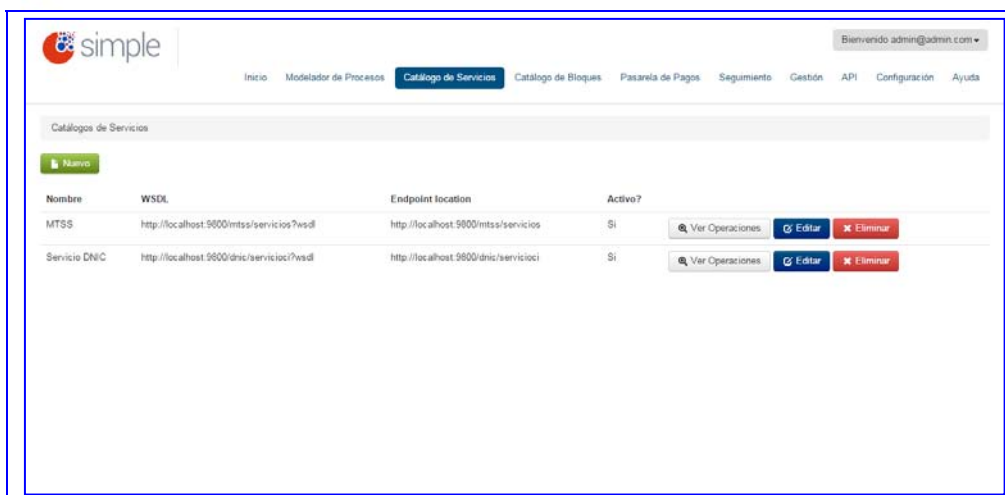 simple
Bienvenido admin@admin.com
Inicio Modelador de Procesos Catálogo de Servicios Catálogo de Bloques Pasarela de Pagos Seguimiento Gestión API Configuración Ayuda
Catálogos de Servicios
Nuevo
Nombre WSDL Endpoint location Activo?
MTSS http://localhost:9800/mtss/servicios?wsdl http://localhost:9800/mtss/servicios Si Ver Operaciones Editar Eliminar
Servicio DNIC http://localhost:9800/dnic/servicioci?wsdl http://localhost:9800/dnic/servicioci Si Ver Operaciones Editar Eliminar